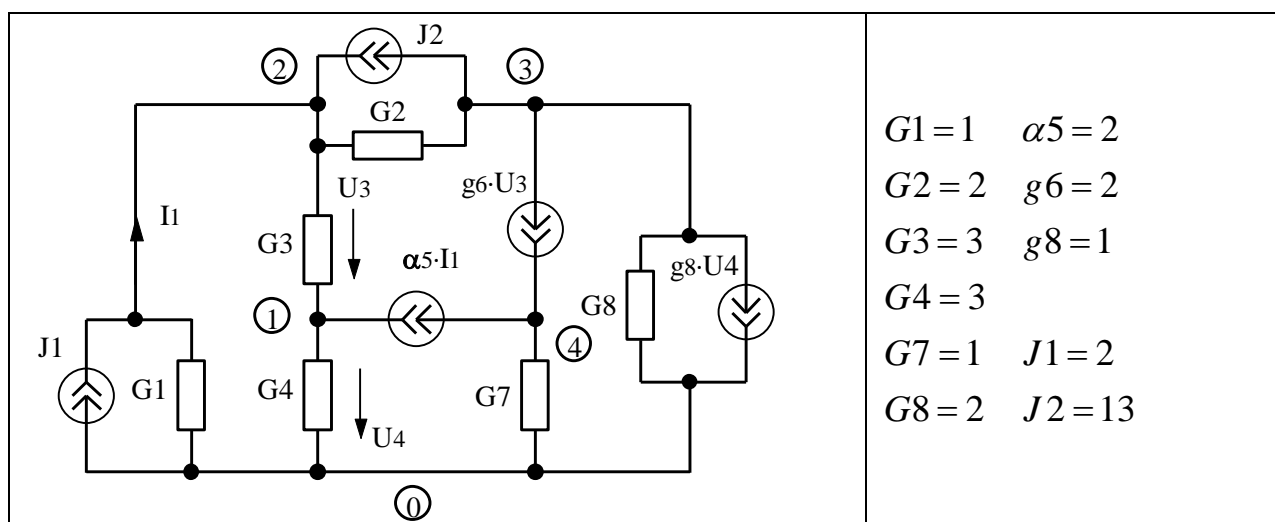 J2
2
3
G2
U3
g6·U3
I1
G3
α5·I1
g8·U4
G8
1
4
J1
G1
G4
G7
U4
0
G1 = 1 α5 = 2
G2 = 2 g6 = 2
G3 = 3 g8 = 1
G4 = 3
G7 = 1 J1 = 2
G8 = 2 J2 = 13